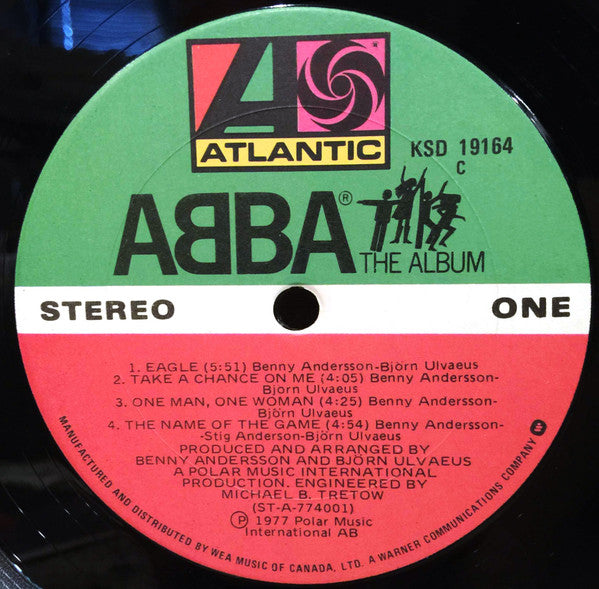 ATLANTIC
KSD 19164
C
ABBA®
THE ALBUM
STEREO
ONE
1. EAGLE (5:51) Benny Andersson-Björn Ulvaeus
2. TAKE A CHANCE ON ME (4:05) Benny Andersson-
Björn Ulvaeus
3. ONE MAN, ONE WOMAN (4:25) Benny Andersson-
Björn Ulvaeus
4. THE NAME OF THE GAME (4:54) Benny Andersson-
-Stig Anderson-Björn Ulvaeus
PRODUCED AND ARRANGED BY
BENNY ANDERSSON AND BJÖRN ULVAEUS
A POLAR MUSIC INTERNATIONAL
PRODUCTION. ENGINEERED BY
MICHAEL B. TRETOW
(ST-A-774001)
℗ 1977 Polar Music
International AB
MANUFACTURED AND DISTRIBUTED BY WEA MUSIC OF CANADA, LTD. A WARNER COMMUNICATIONS COMPANY